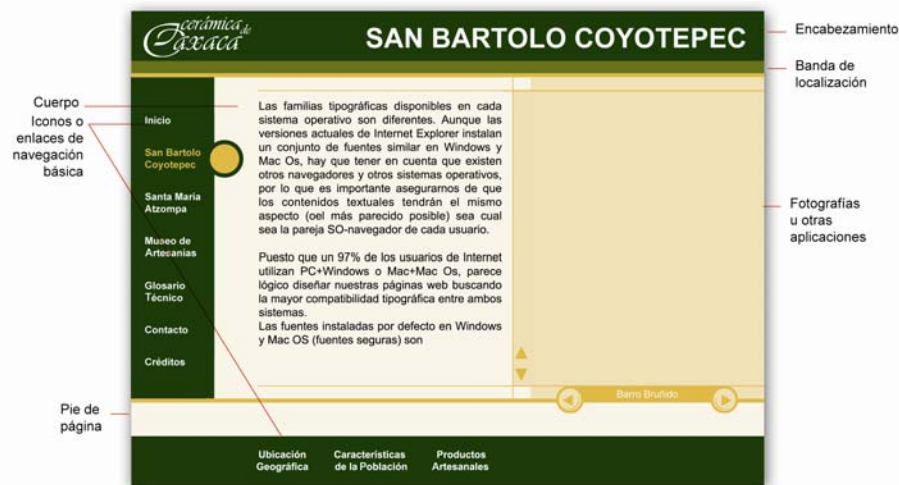 cerámica de
Oaxaca
SAN BARTOLO COYOTEPEC
Encabezamiento
Banda de
localización
Cuerpo
Iconos o
enlaces de
navegación
básica
Inicio
San Bartolo
Coyotepec
Santa María
Atzompa
Museo de
Artesanías
Glosario
Técnico
Contacto
Créditos
Las familias tipográficas disponibles en cada
sistema operativo son diferentes. Aunque las
versiones actuales de Internet Explorer instalan
un conjunto de fuentes similar en Windows y
Mac Os, hay que tener en cuenta que existen
otros navegadores y otros sistemas operativos,
por lo que es importante asegurarnos de que
los contenidos textuales tendrán el mismo
aspecto (oel más parecido posible) sea cual
sea la pareja SO-navegador de cada usuario.
Puesto que un 97% de los usuarios de Internet
utilizan PC+Windows o Mac+Mac Os, parece
lógico diseñar nuestras páginas web buscando
la mayor compatibilidad tipográfica entre ambos
sistemas.
Las fuentes instaladas por defecto en Windows
y Mac OS (fuentes seguras) son
Fotografías
u otras
aplicaciones
Barro Bruñido
Pie de
página
Ubicación
Geográfica
Características
de la Población
Productos
Artesanales